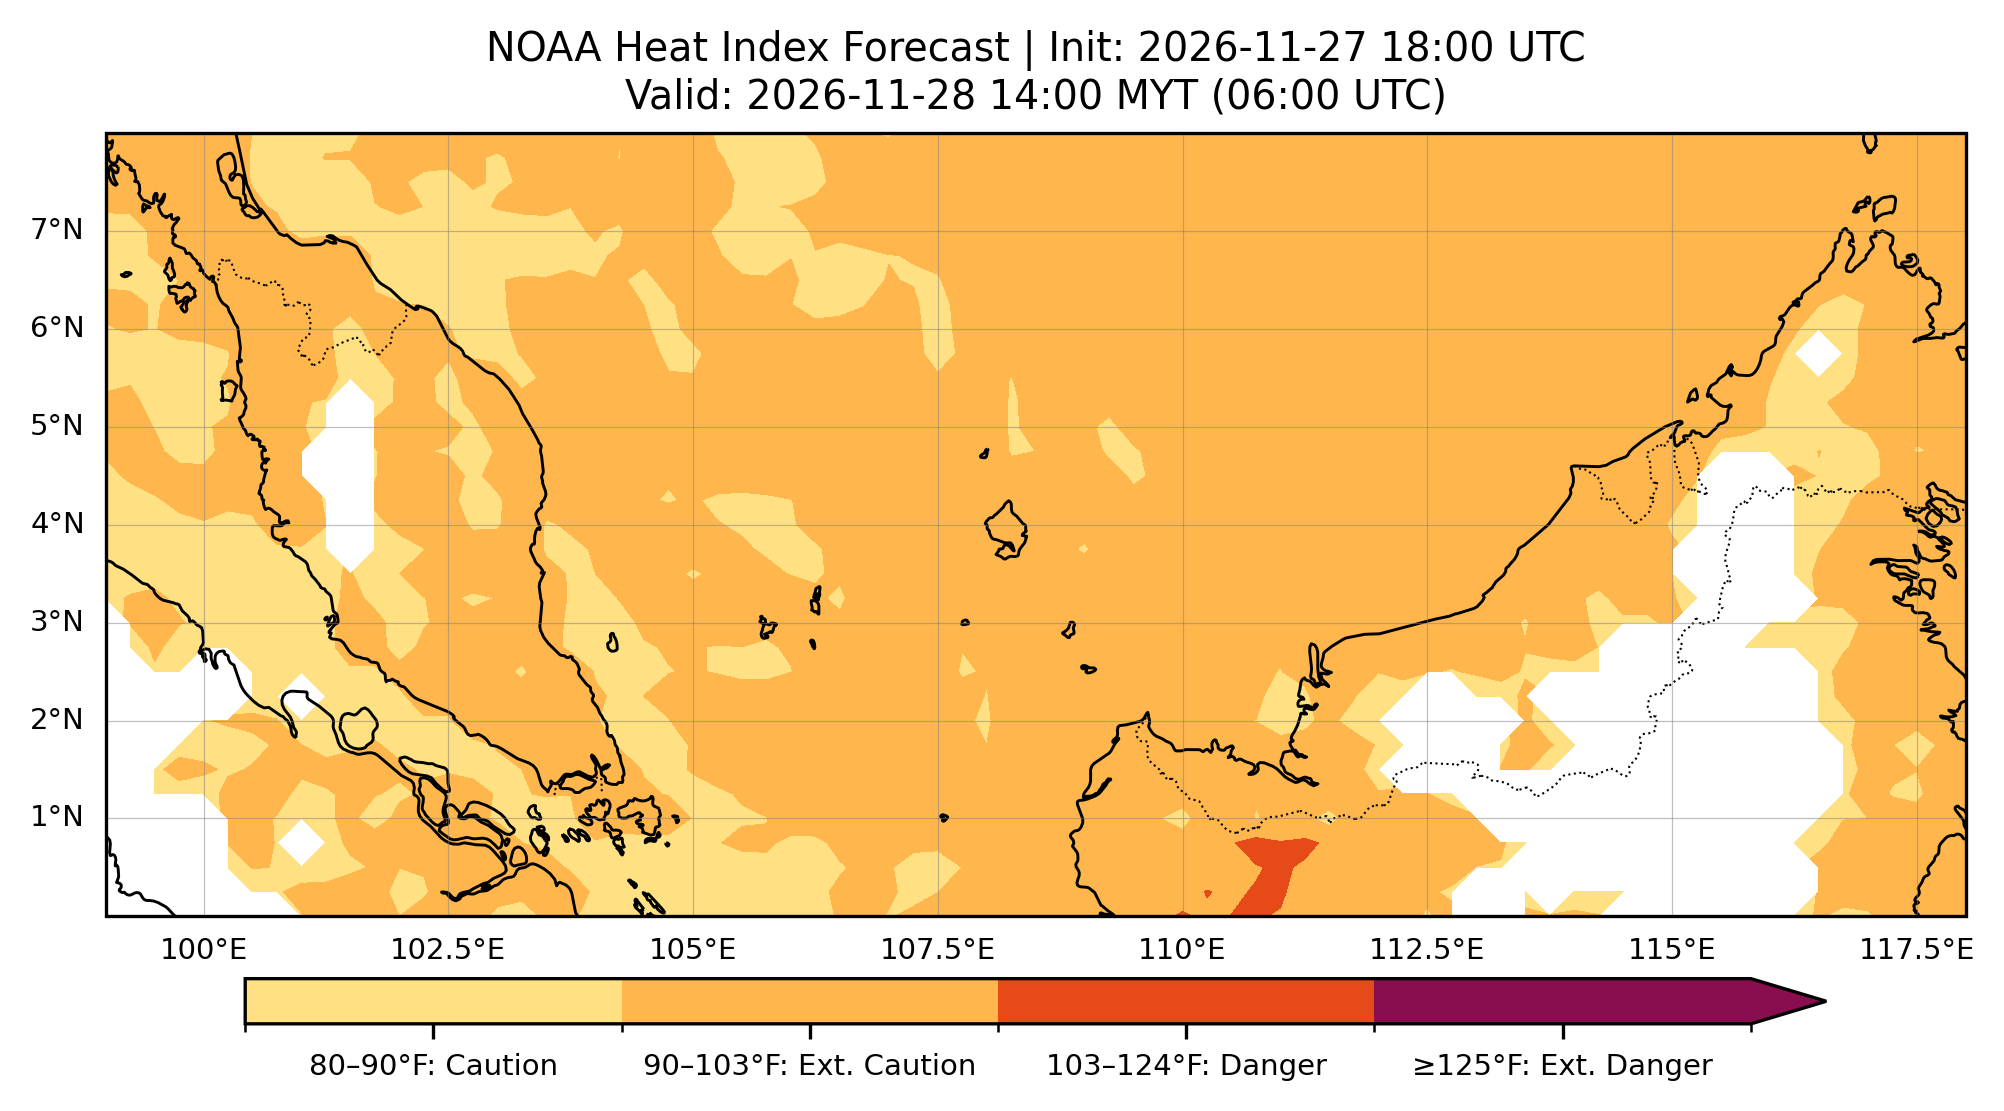 NOAA Heat Index Forecast | Init: 2026-11-27 18:00 UTC
Valid: 2026-11-28 14:00 MYT (06:00 UTC)
7°N
6°N
5°N
4°N
3°N
2°N
1°N
100°E 102.5°E 105°E 107.5°E 110°E 112.5°E 115°E 117.5°E
80–90°F: Caution 90–103°F: Ext. Caution 103–124°F: Danger ≥125°F: Ext. Danger